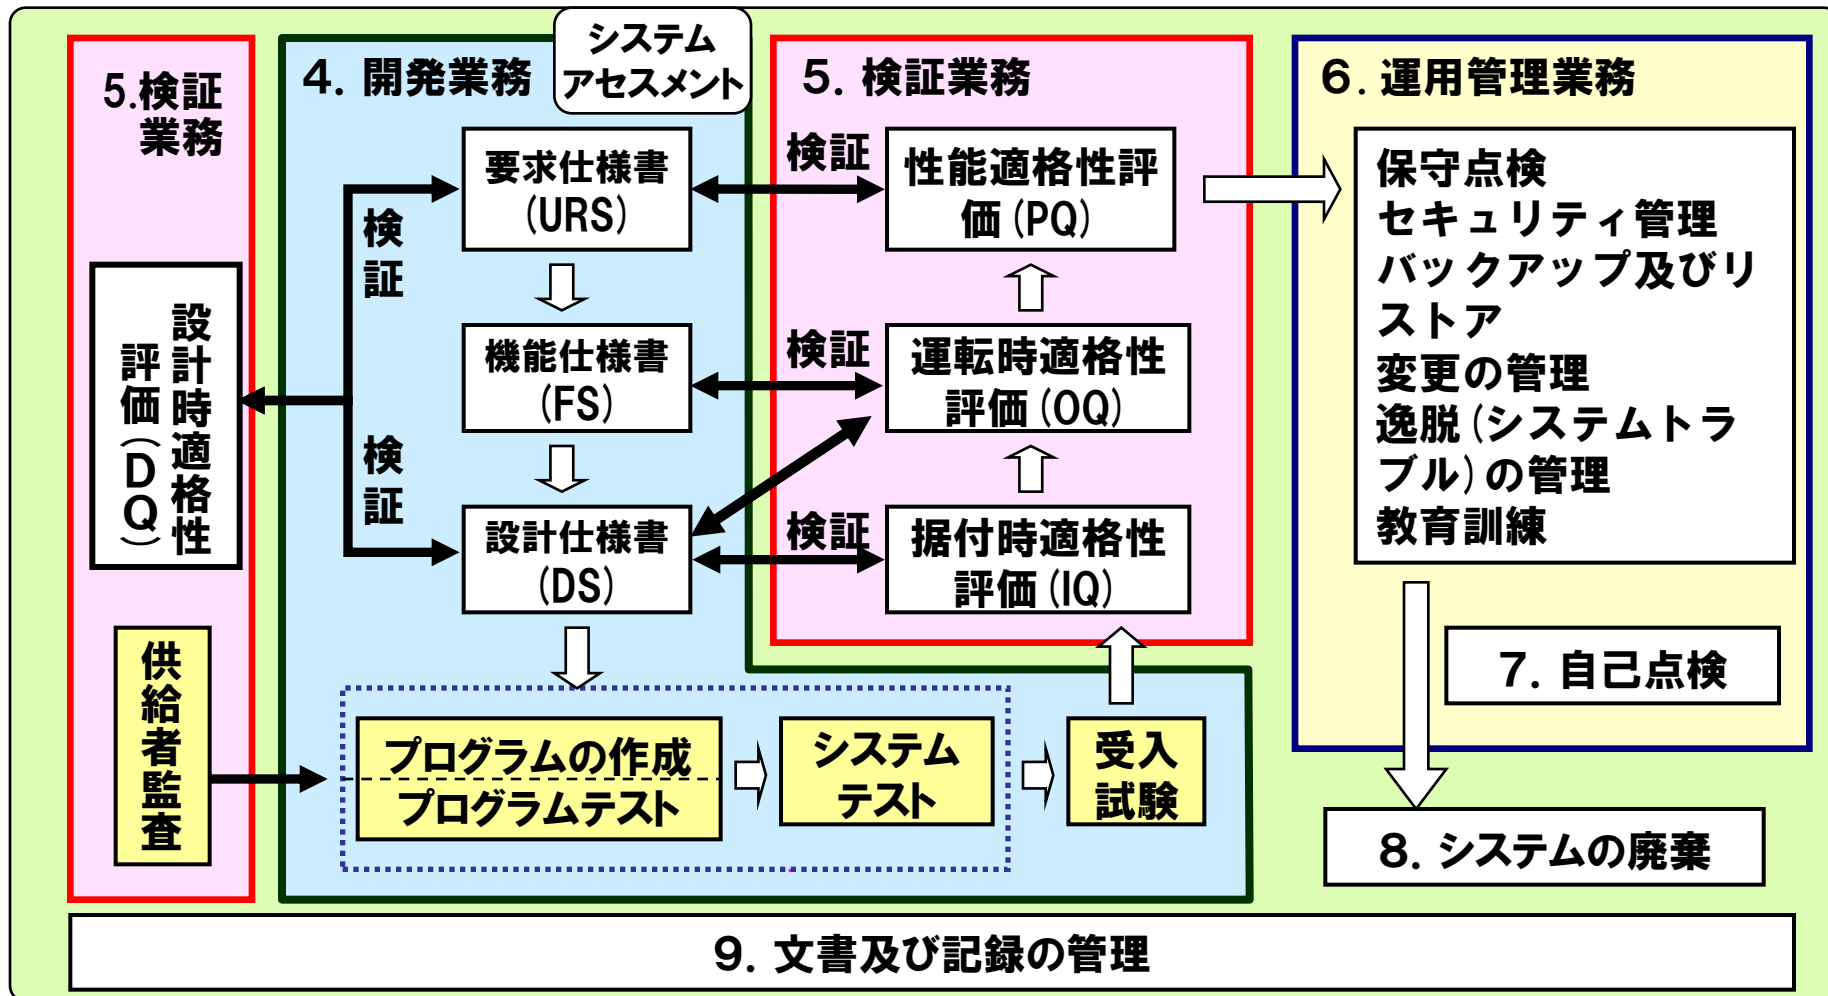 5.検証
業務
設計時適格性
評価(DQ)
供給者監査
4. 開発業務
システム
アセスメント
検証
検証
要求仕様書
(URS)
機能仕様書
(FS)
設計仕様書
(DS)
プログラムの作成
プログラムテスト
システム
テスト
受入
試験
5. 検証業務
検証
性能適格性評
価(PQ)
検証
運転時適格性
評価(OQ)
検証
据付時適格性
評価(IQ)
6. 運用管理業務
保守点検
セキュリティ管理
バックアップ及びリ
ストア
変更の管理
逸脱(システムトラ
ブル)の管理
教育訓練
7. 自己点検
8. システムの廃棄
9. 文書及び記録の管理